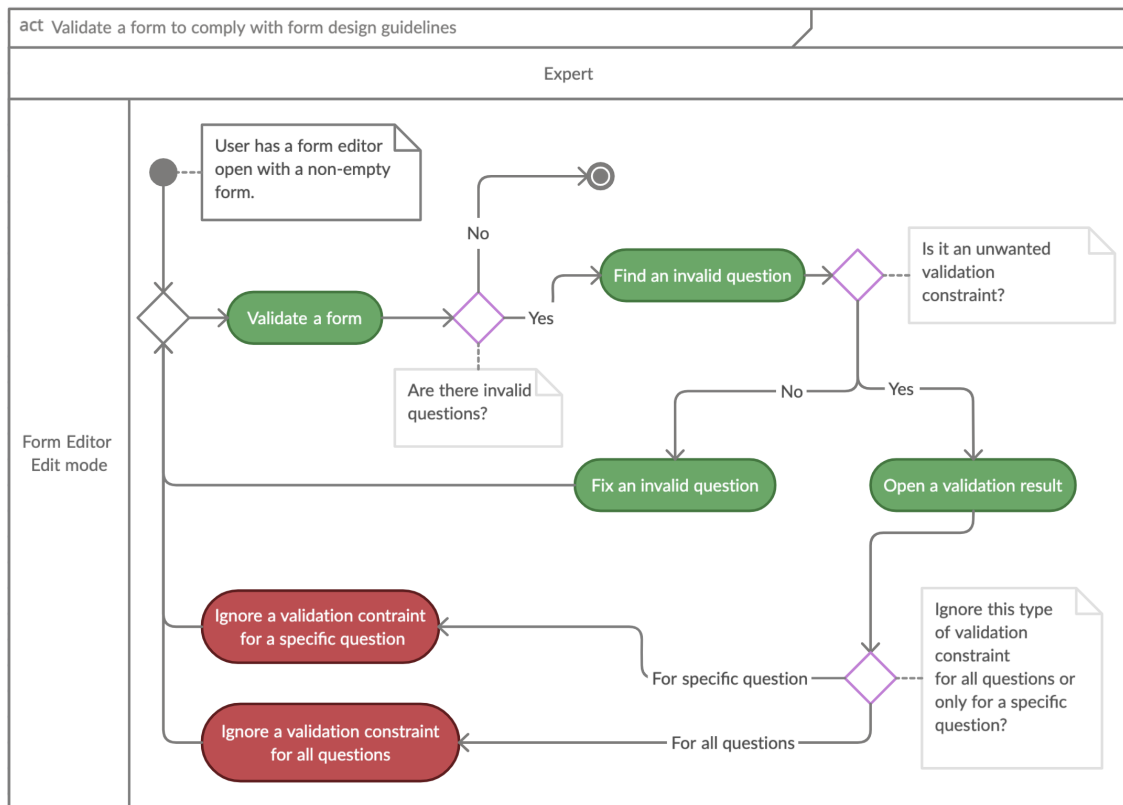 act Validate a form to comply with form design guidelines
Expert
Form Editor
Edit mode
User has a form editor
open with a non-empty
form.
No
Find an invalid question
Is it an unwanted
validation
constraint?
Validate a form
Yes
Are there invalid
questions?
No
Yes
Fix an invalid question
Open a validation result
Ignore a validation contraint
for a specific question
For specific question
Ignore this type
of validation
constraint
for all questions or
only for a specific
question?
Ignore a validation constraint
for all questions
For all questions